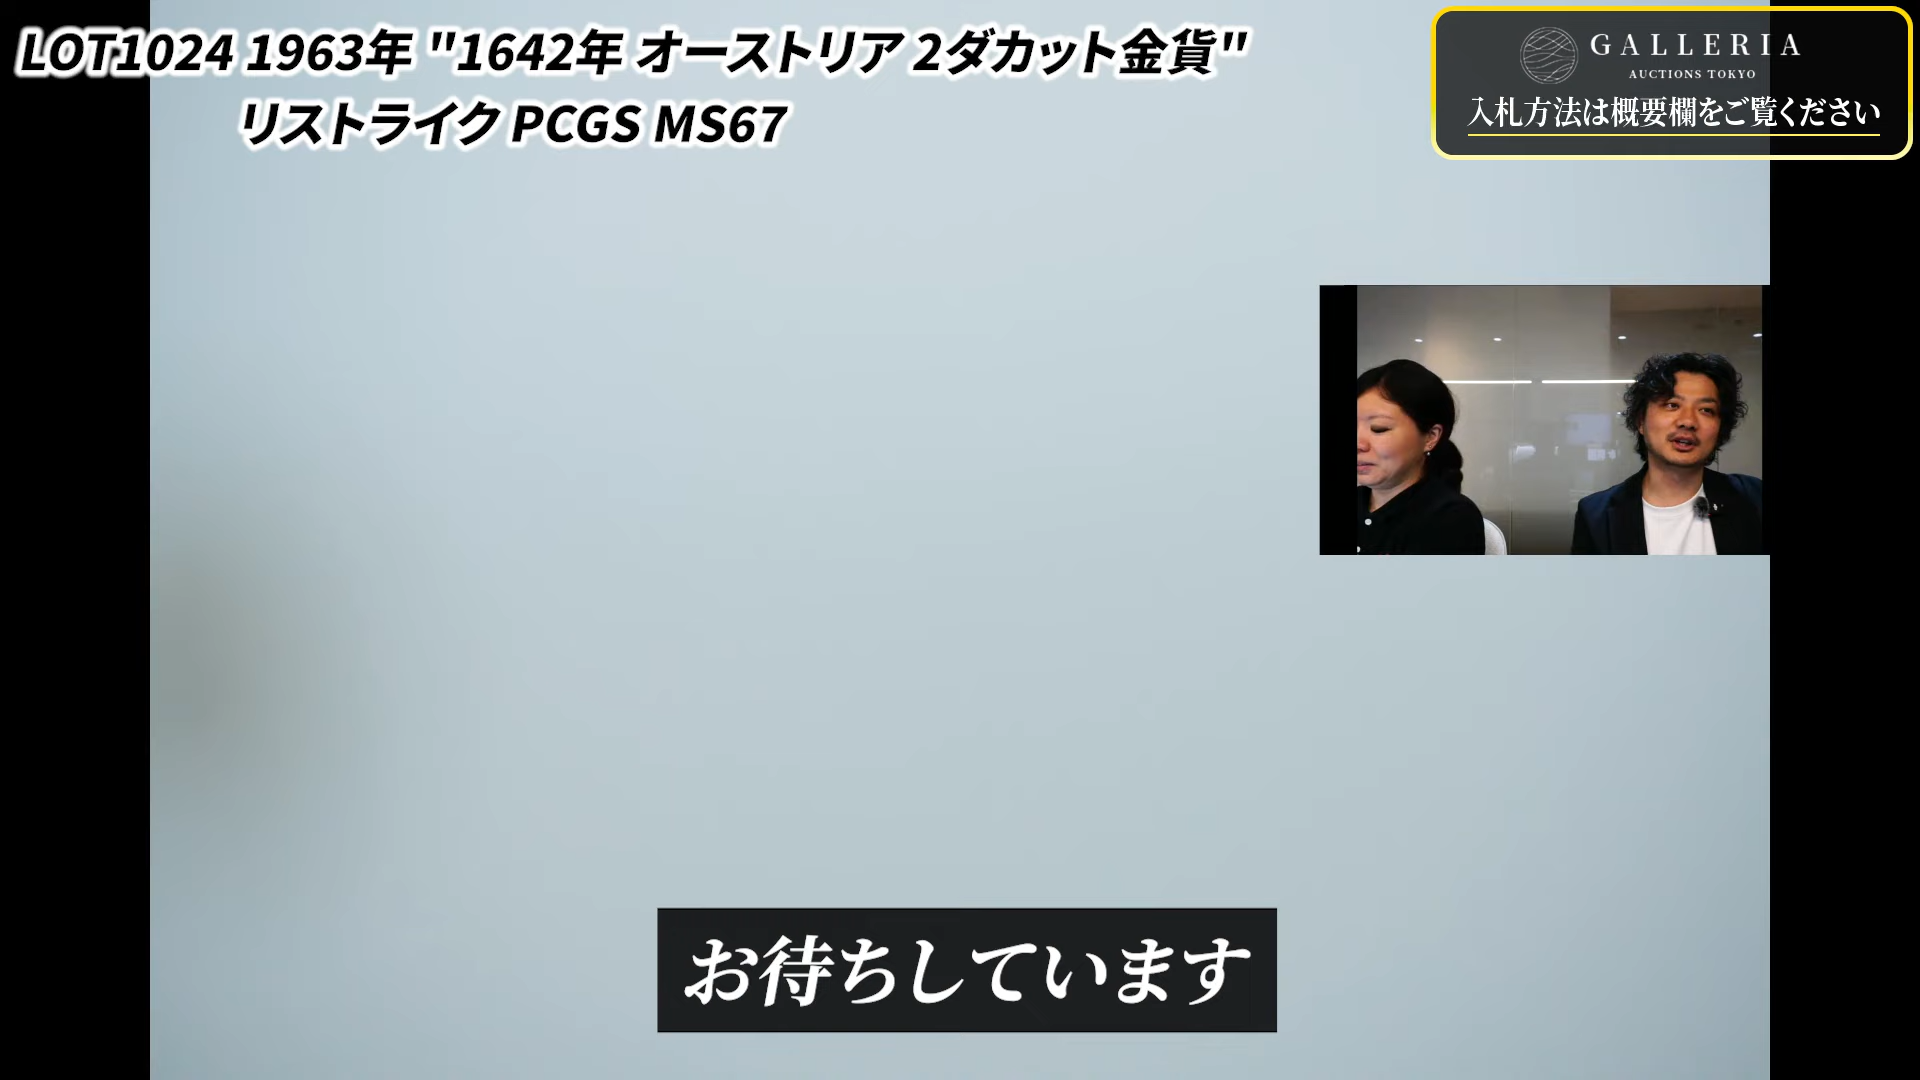 LOT1024 1963年 "1642年 オーストリア 2ダカット金貨"
リストライク PCGS MS67
GALLERIA
AUCTIONS TOKYO
入札方法は概要欄をご覧ください
お待ちしています